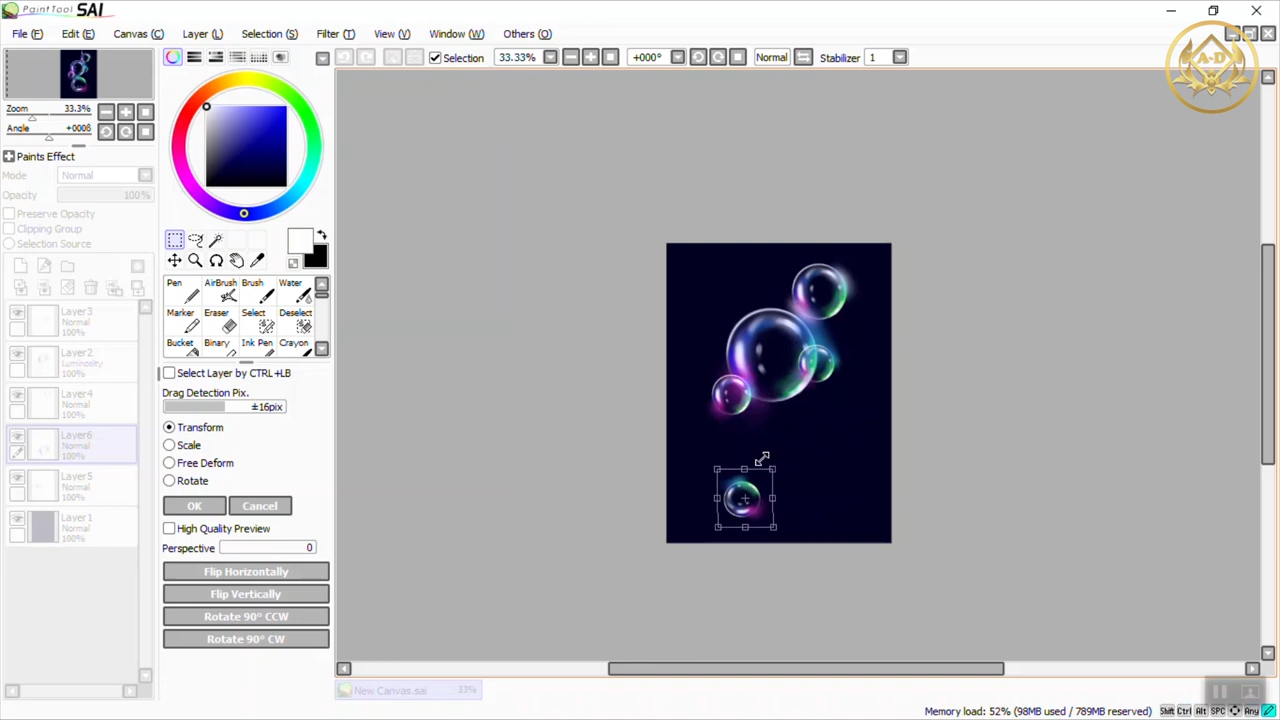 PaintTool SAI
File (F) Edit (E) Canvas (C) Layer (L) Selection (S) Filter (T) View (V) Window (W) Others (O)
Selection 33.33% +000° Normal Stabilizer 1
A-D
Zoom 33.3%
Angle +0006
Paints Effect
Mode Normal
Opacity 100%
Preserve Opacity
Clipping Group
Selection Source
Layer3
Normal
100%
Layer2
Luminosity
100%
Layer4
Normal
100%
Layer6
Normal
100%
Layer5
Normal
100%
Layer1
Normal
100%
Pen AirBrush Brush Water
Marker Eraser Select Deselect
Bucket Binary Ink Pen Crayon
Select Layer by CTRL+LB
Drag Detection Pix.
±16pix
Transform
Scale
Free Deform
Rotate
OK Cancel
High Quality Preview
Perspective 0
Flip Horizontally
Flip Vertically
Rotate 90° CCW
Rotate 90° CW
New Canvas.sai 33%
Memory load: 52% (98MB used / 789MB reserved) Shift Ctrl Alt SPC Any